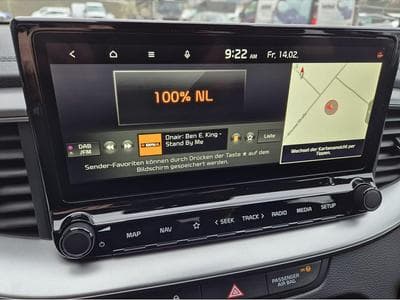 9:22 AM Fr. 14.02.
100% NL
DAB
/FM
Onair: Ben E. King -
Stand By Me
Liste
Sender-Favoriten können durch Drücken der Taste ★ auf dem
Bildschirm gespeichert werden.
Wechsel der Kartenansicht per
Tippen.
MAP NAV SEEK TRACK RADIO MEDIA SETUP
PASSENGER
AIR BAG